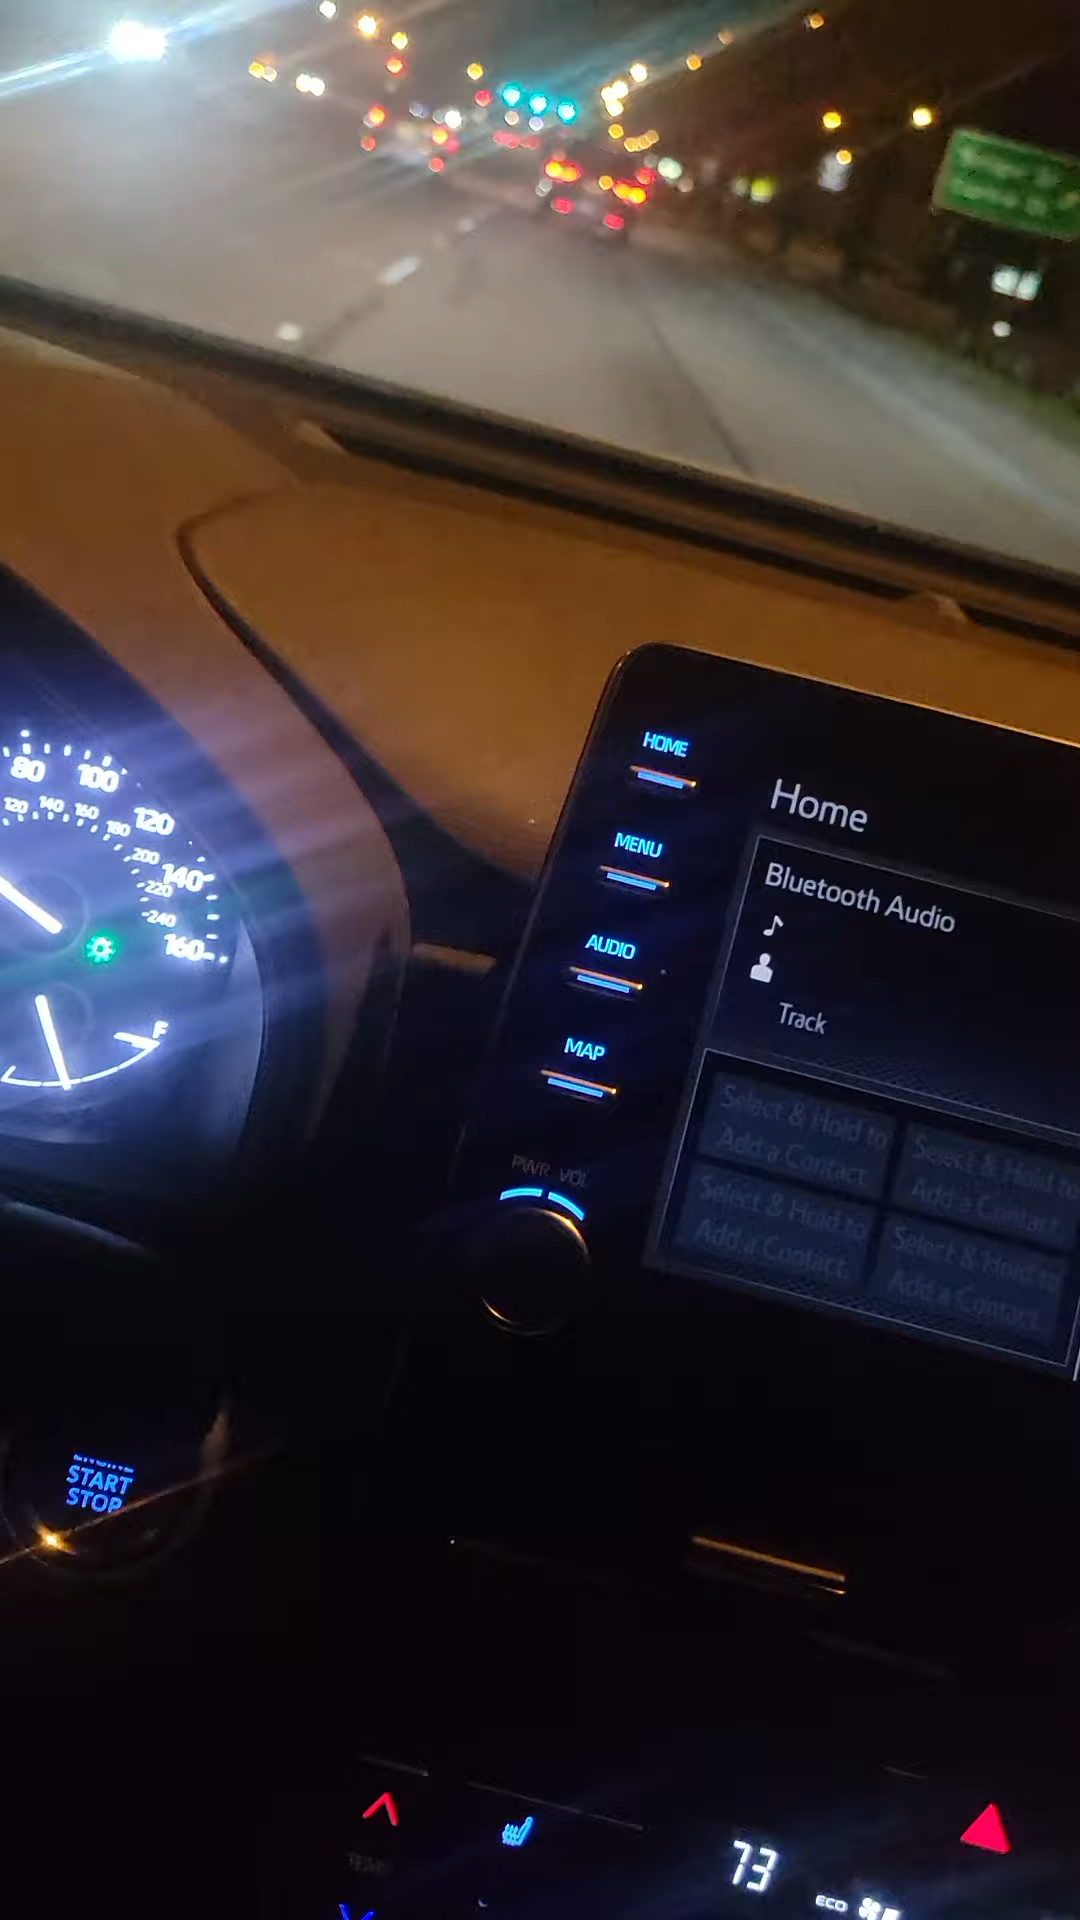 HOME
Home
MENU
Bluetooth Audio
AUDIO
Track
MAP
Select & Hold to
Add a Contact
Select & Hold to
Add a Contact
Select & Hold to
Add a Contact
Select & Hold to
Add a Contact
PWR VOL
80
100
120
140
160
120
140
160
180
200
220
240
F
START
STOP
TEMP
73
ECO